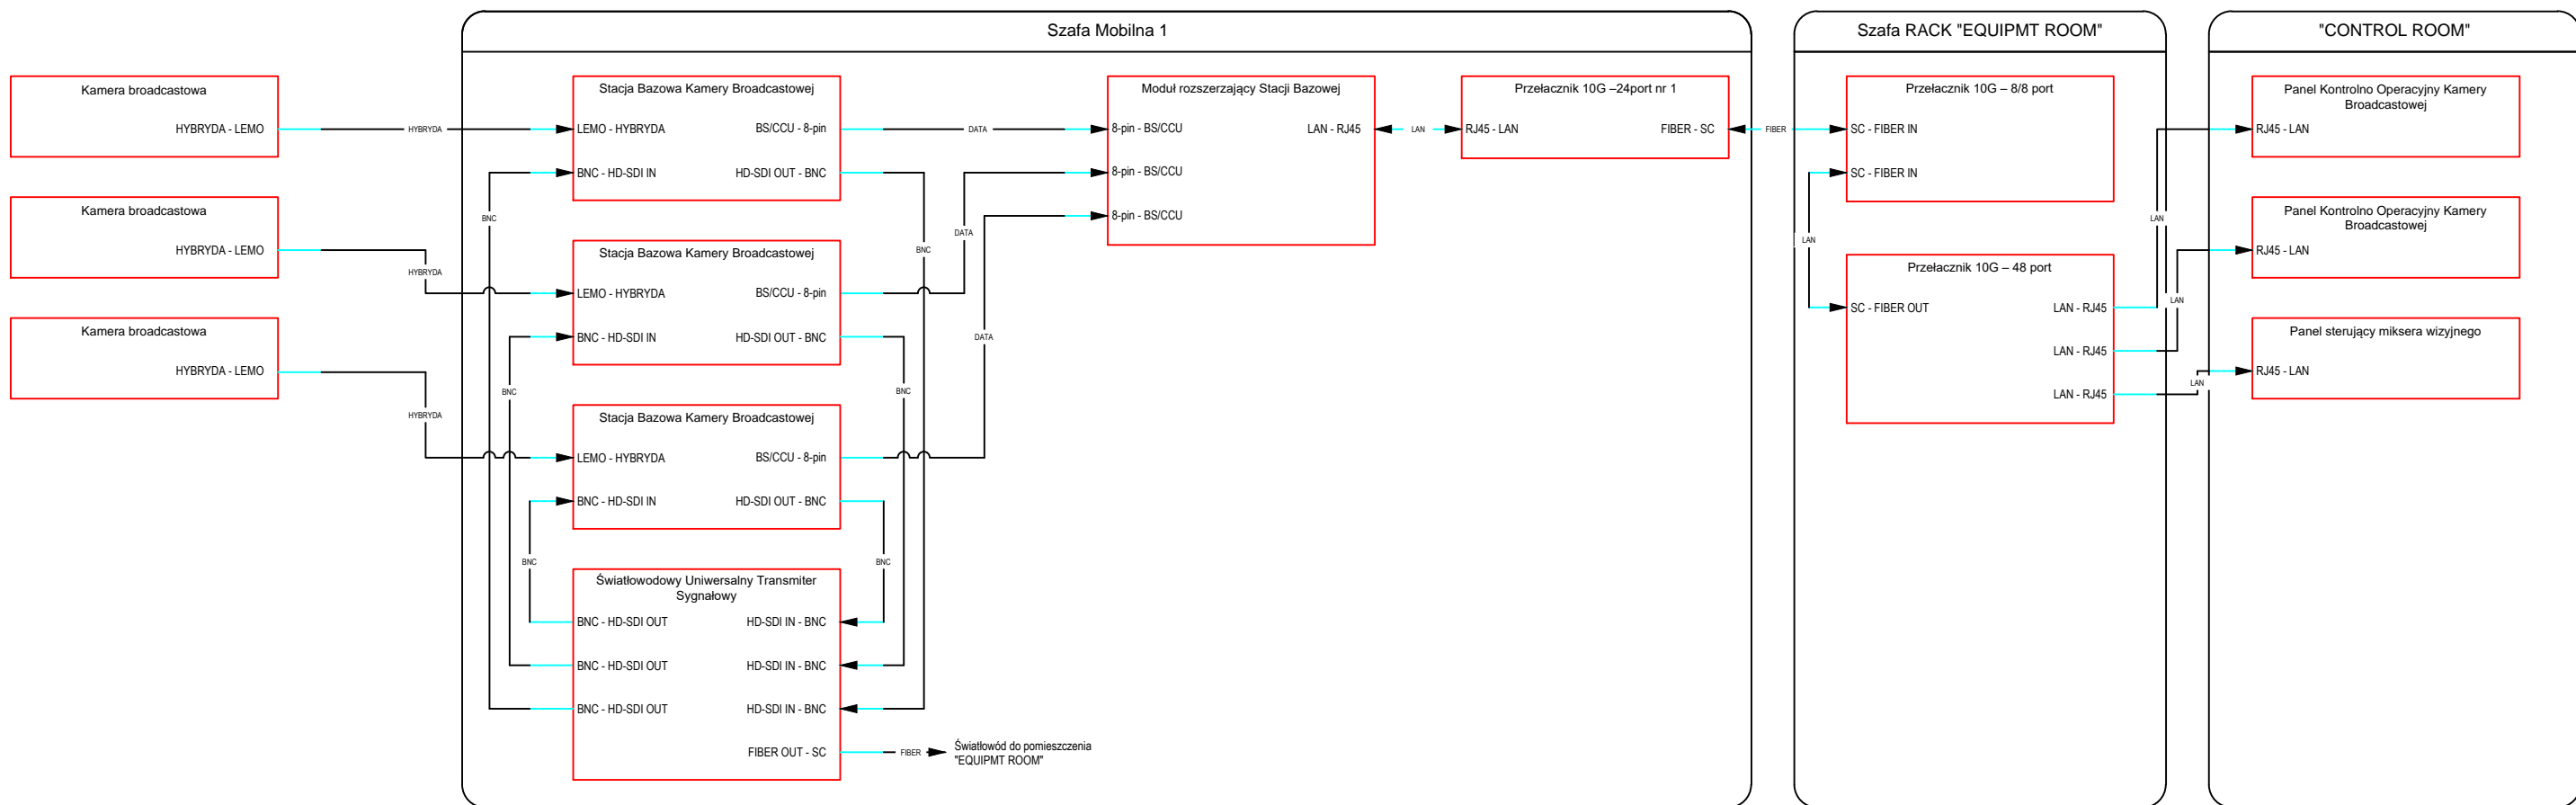 Szafa Mobilna 1
Szafa RACK "EQUIPMT ROOM"
"CONTROL ROOM"
Kamera broadcastowa
HYBRYDA - LEMO
HYBRYDA
Kamera broadcastowa
HYBRYDA - LEMO
HYBRYDA
Kamera broadcastowa
HYBRYDA - LEMO
HYBRYDA
Stacja Bazowa Kamery Broadcastowej
LEMO - HYBRYDA
BS/CCU - 8-pin
BNC - HD-SDI IN
HD-SDI OUT - BNC
BNC
BNC
DATA
Stacja Bazowa Kamery Broadcastowej
LEMO - HYBRYDA
BS/CCU - 8-pin
BNC - HD-SDI IN
HD-SDI OUT - BNC
BNC
BNC
DATA
Stacja Bazowa Kamery Broadcastowej
LEMO - HYBRYDA
BS/CCU - 8-pin
BNC - HD-SDI IN
HD-SDI OUT - BNC
BNC
BNC
DATA
Światłowodowy Uniwersalny Transmiter
Sygnałowy
BNC - HD-SDI OUT
HD-SDI IN - BNC
BNC - HD-SDI OUT
HD-SDI IN - BNC
BNC - HD-SDI OUT
HD-SDI IN - BNC
FIBER OUT - SC
FIBER
Światłowód do pomieszczenia
"EQUIPMT ROOM"
Moduł rozszerzający Stacji Bazowej
8-pin - BS/CCU
LAN - RJ45
8-pin - BS/CCU
8-pin - BS/CCU
LAN
Przełacznik 10G –24port nr 1
RJ45 - LAN
FIBER - SC
FIBER
Przełacznik 10G – 8/8 port
SC - FIBER IN
SC - FIBER IN
LAN
Przełacznik 10G – 48 port
SC - FIBER OUT
LAN - RJ45
LAN - RJ45
LAN - RJ45
LAN
LAN
LAN
Panel Kontrolno Operacyjny Kamery
Broadcastowej
RJ45 - LAN
Panel Kontrolno Operacyjny Kamery
Broadcastowej
RJ45 - LAN
Panel sterujący miksera wizyjnego
RJ45 - LAN